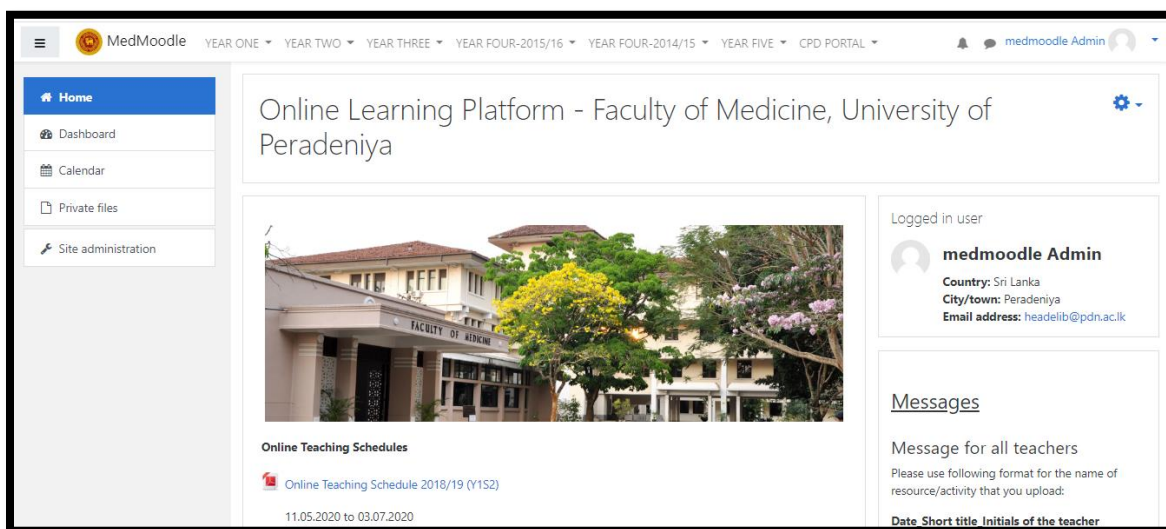 MedMoodle YEAR ONE YEAR TWO YEAR THREE YEAR FOUR-2015/16 YEAR FOUR-2014/15 YEAR FIVE CPD PORTAL medmoodle Admin
Home
Dashboard
Calendar
Private files
Site administration
Online Learning Platform - Faculty of Medicine, University of
Peradeniya
FACULTY OF MEDICINE
Online Teaching Schedules
Online Teaching Schedule 2018/19 (Y1S2)
11.05.2020 to 03.07.2020
Logged in user
medmoodle Admin
Country: Sri Lanka
City/town: Peradeniya
Email address: headelib@pdn.ac.lk
Messages
Message for all teachers
Please use following format for the name of
resource/activity that you upload:
Date_Short title_Initials of the teacher